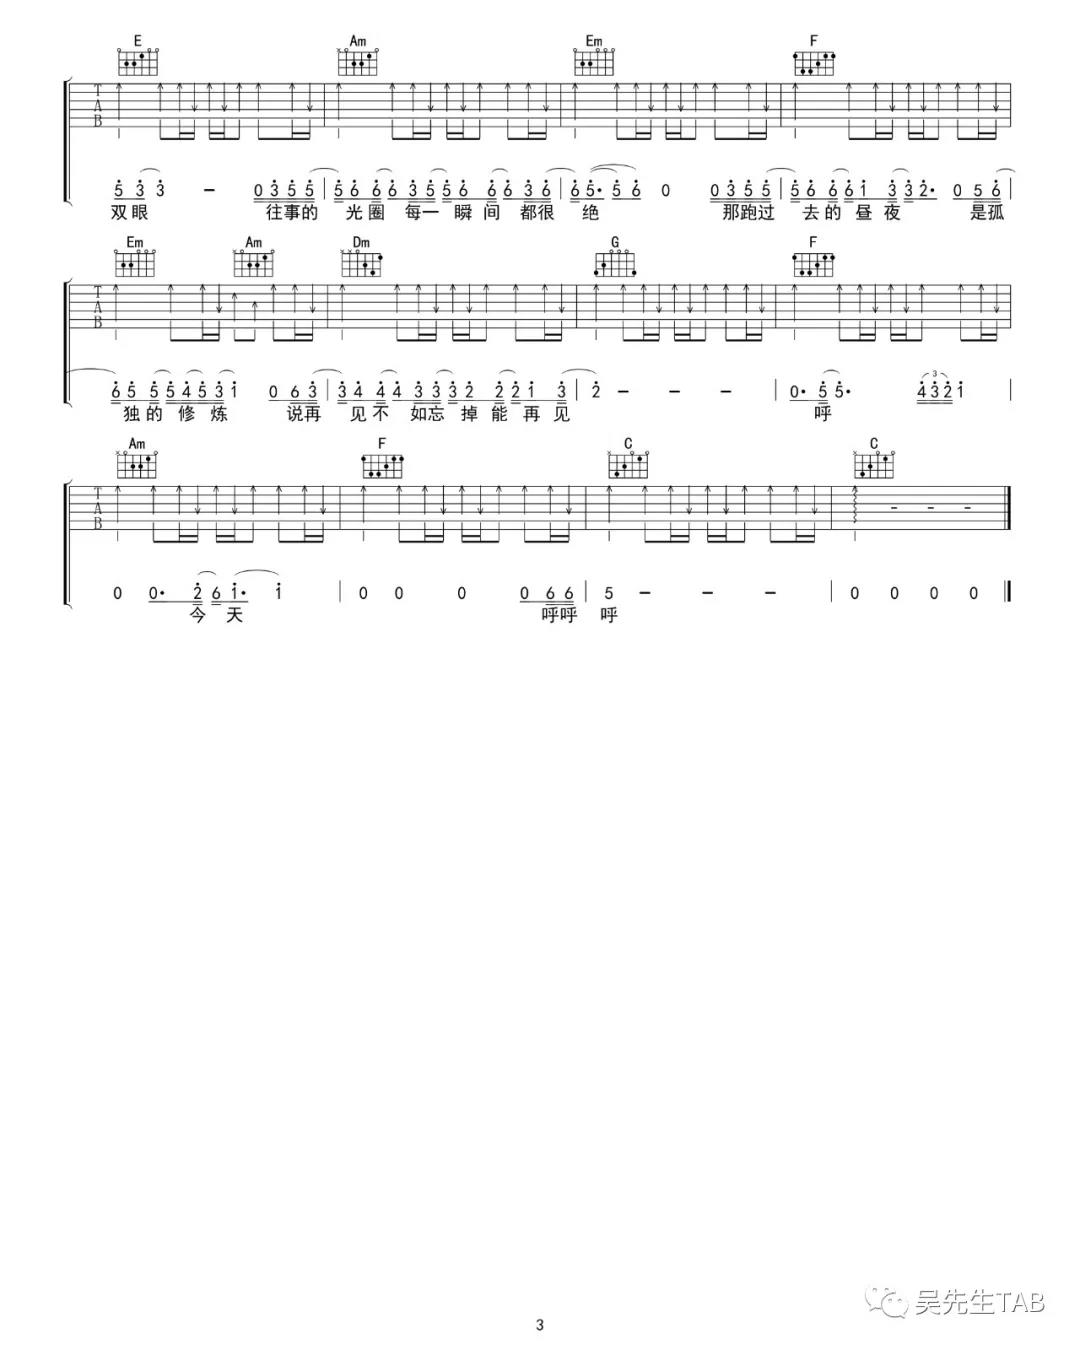 E Am Em F
T A B
5 3 3 - 0 3 5 5 5 6 6 6 3 5 5 6 6 6 3 6 6 5· 5 6 0 0 3 5 5 5 6 6 6 1 3 3 2· 0 5 6
双眼 往事的 光圈 每一 瞬间 都很 绝 那跑过 去的昼夜 是孤
Em Am Dm G F
T A B
6 5 5 5 4 5 3 1 0 6 3 3 4 4 4 3 3 3 2 2 2 1 3 2 - - - 0· 5 5· 3 4 3 2 1
独的修炼 说再 见不 如忘掉能再见 呼
Am F C C
T A B - - -
0 0· 2 6 1· 1 0 0 0 0 6 6 5 - - - 0 0 0 0
今天 呼呼 呼
吴先生TAB
3